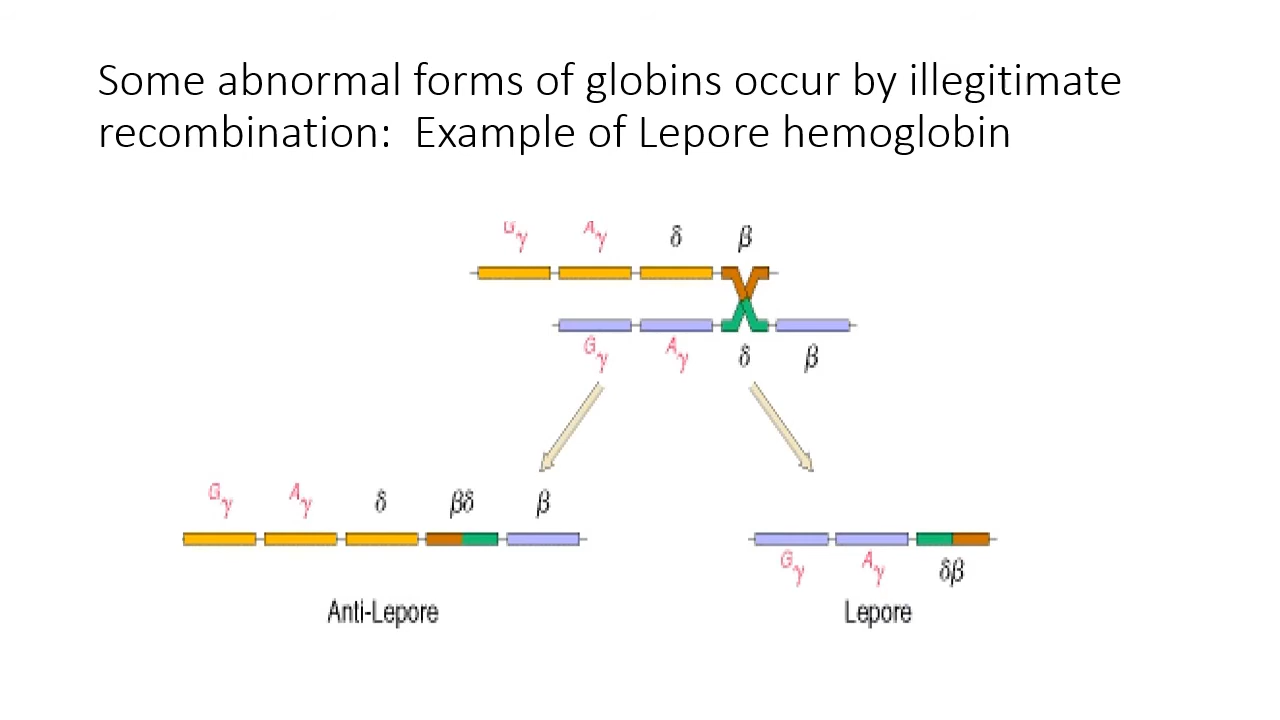 Some abnormal forms of globins occur by illegitimate
recombination:  Example of Lepore hemoglobin
Gγ Aγ δ β
Gγ Aγ δ β
Gγ Aγ δ βδ β
Gγ Aγ δβ
Anti-Lepore Lepore